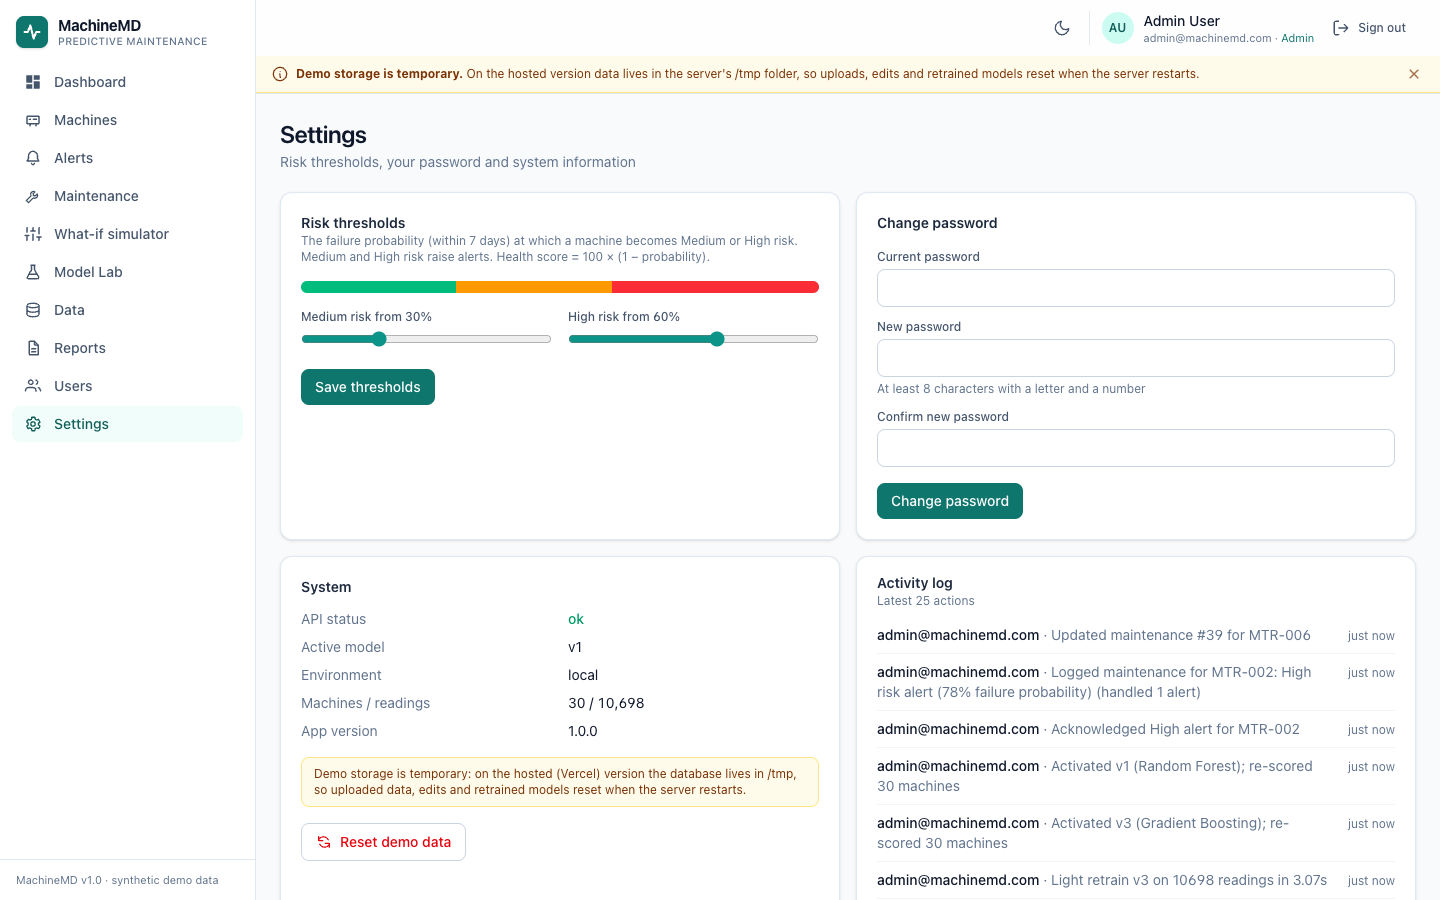 MachineMD
PREDICTIVE MAINTENANCE
Dashboard
Machines
Alerts
Maintenance
What-if simulator
Model Lab
Data
Reports
Users
Settings
MachineMD v1.0 · synthetic demo data
AU
Admin User
admin@machinemd.com · Admin
Sign out
Demo storage is temporary. On the hosted version data lives in the server's /tmp folder, so uploads, edits and retrained models reset when the server restarts.
Settings
Risk thresholds, your password and system information
Risk thresholds
The failure probability (within 7 days) at which a machine becomes Medium or High risk.
Medium and High risk raise alerts. Health score = 100 × (1 − probability).
Medium risk from 30%
High risk from 60%
Save thresholds
Change password
Current password
New password
At least 8 characters with a letter and a number
Confirm new password
Change password
System
API status ok
Active model v1
Environment local
Machines / readings 30 / 10,698
App version 1.0.0
Demo storage is temporary: on the hosted (Vercel) version the database lives in /tmp,
so uploaded data, edits and retrained models reset when the server restarts.
Reset demo data
Activity log
Latest 25 actions
admin@machinemd.com · Updated maintenance #39 for MTR-006 just now
admin@machinemd.com · Logged maintenance for MTR-002: High just now
risk alert (78% failure probability) (handled 1 alert)
admin@machinemd.com · Acknowledged High alert for MTR-002 just now
admin@machinemd.com · Activated v1 (Random Forest); re-scored just now
30 machines
admin@machinemd.com · Activated v3 (Gradient Boosting); re- just now
scored 30 machines
admin@machinemd.com · Light retrain v3 on 10698 readings in 3.07s just now